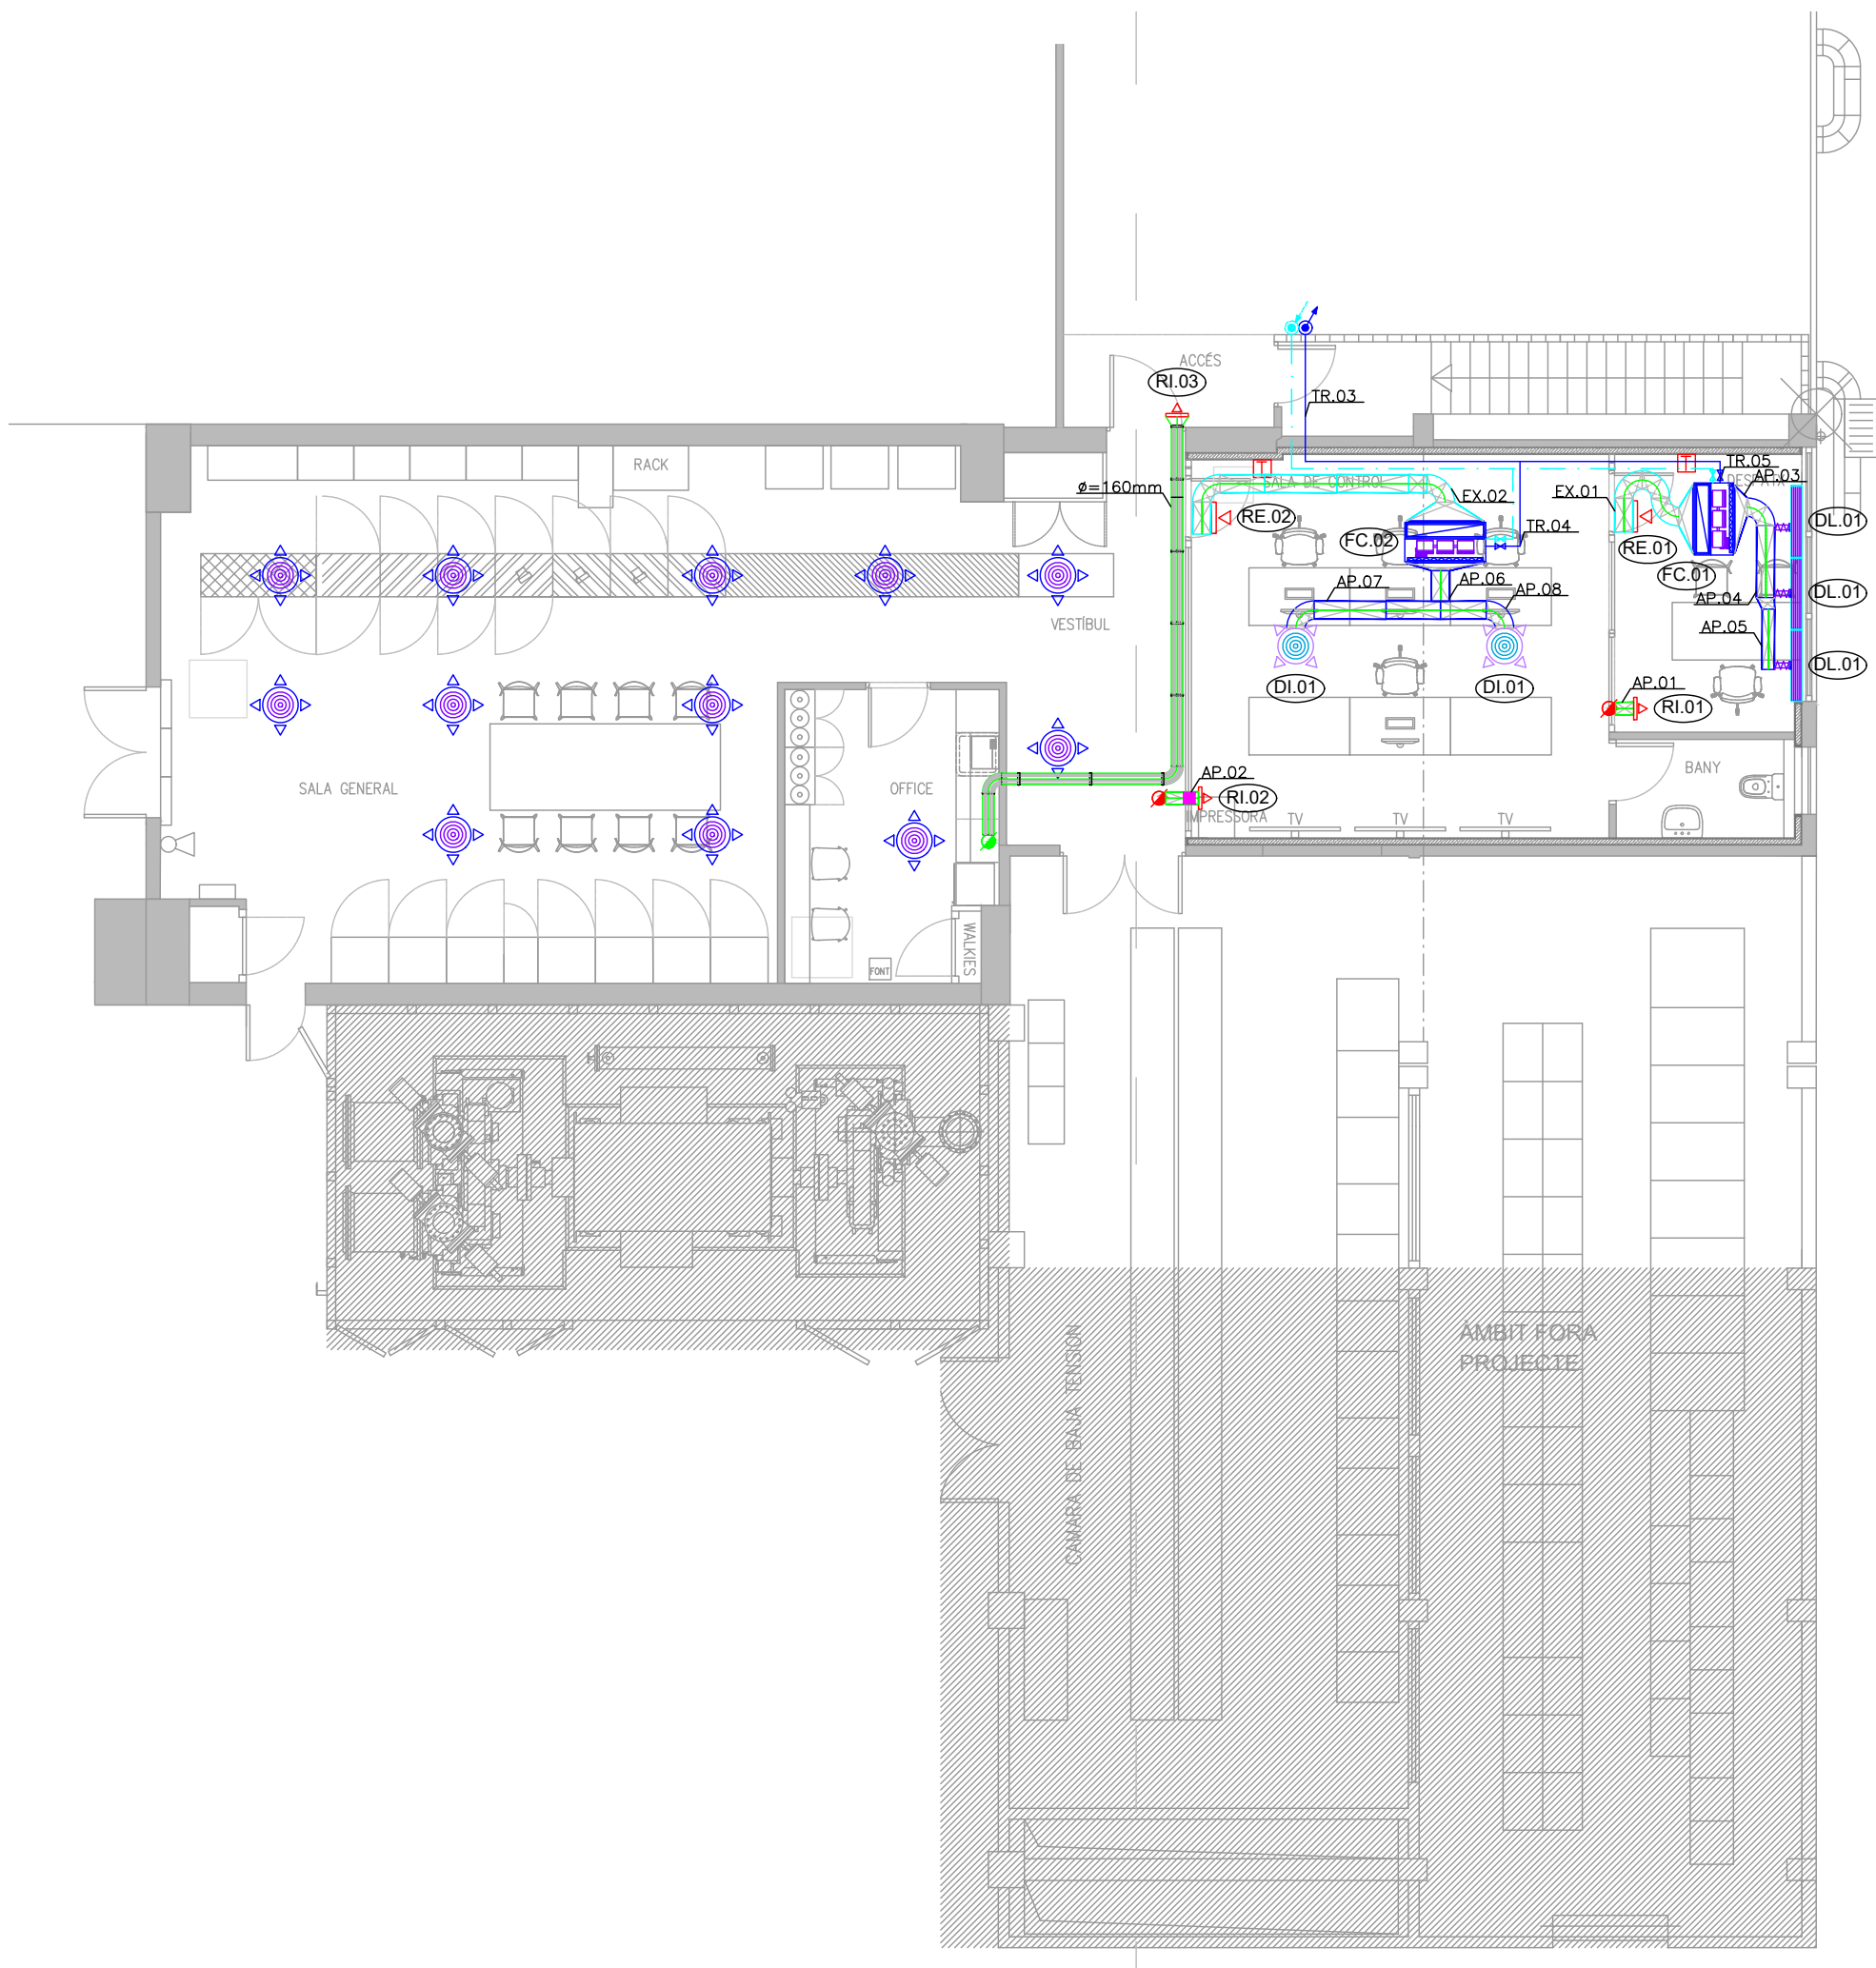 ACCÉS
RI.03
TR.03
RACK
ø=160mm
SALA DE CONTROL
EX.02
RE.02
FC.02
TR.04
EX.01
TR.05
AP.03
DL.01
RE.01
FC.01
DL.01
AP.04
AP.07
AP.06
AP.08
VESTÍBUL
AP.05
DL.01
DI.01
DI.01
AP.01
RI.01
BANY
AP.02
RI.02
IMPRESSORA
TV
TV
TV
SALA GENERAL
OFFICE
WALKIES
FONT
ÀMBIT FORA
PROJECTE
CAMARA DE BAJA TENSION